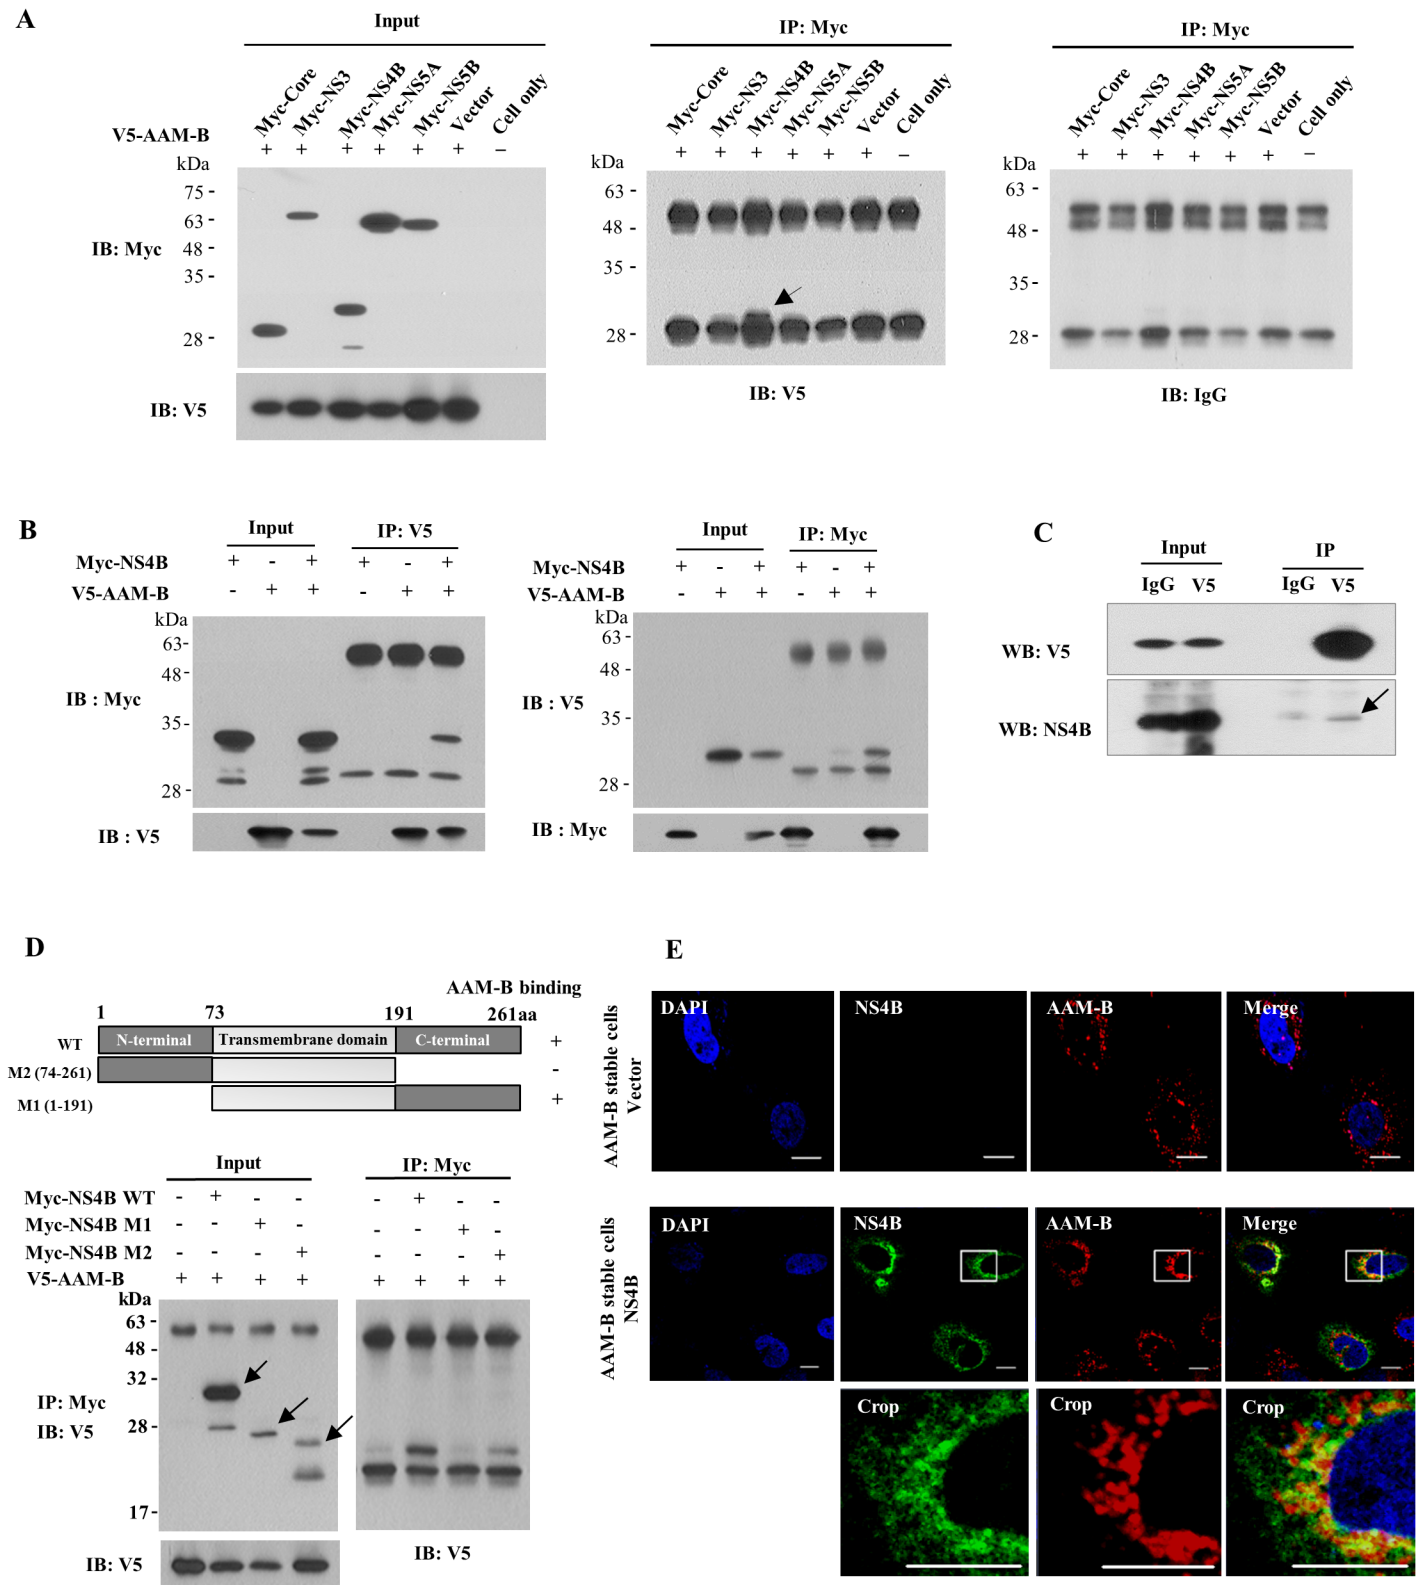 A
Input
IP: Myc
IP: Myc
Myc-Core
Myc-NS3
Myc-NS4B
Myc-NS5A
Myc-NS5B
Vector
Cell only
Myc-Core
Myc-NS3
Myc-NS4B
Myc-NS5A
Myc-NS5B
Vector
Cell only
Myc-Core
Myc-NS3
Myc-NS4B
Myc-NS5A
Myc-NS5B
Vector
Cell only
V5-AAM-B
+ + + + + + –
+ + + + + + –
+ + + + + + –
kDa
75 -
63 -
48 -
35 -
28 -
IB: Myc
IB: V5
kDa
63 -
48 -
35 -
28 -
IB: V5
kDa
63 -
48 -
35 -
28 -
IB: IgG
B
Input
IP: V5
Myc-NS4B + - + + - +
V5-AAM-B - + + - + +
kDa
63-
48-
35-
28 -
IB : Myc
IB : V5
Input
IP: Myc
Myc-NS4B + - + + - +
V5-AAM-B - + + - + +
kDa
63 -
48 -
35 -
28 -
IB : V5
IB : Myc
C
Input
IP
IgG V5 IgG V5
WB: V5
WB: NS4B
D
AAM-B binding
1 73 191 261aa
WT N-terminal Transmembrane domain C-terminal +
M2 (74-261) -
M1 (1-191) +
Input
IP: Myc
Myc-NS4B WT - + - - - + - -
Myc-NS4B M1 - - + - - - + -
Myc-NS4B M2 - - - + - - - +
V5-AAM-B + + + + + + + +
kDa
63 -
48 -
32 -
28 -
17-
IP: Myc
IB: V5
IB: V5
IB: V5
E
AAM-B stable cells
Vector
DAPI
NS4B
AAM-B
Merge
AAM-B stable cells
NS4B
DAPI
NS4B
AAM-B
Merge
Crop
Crop
Crop